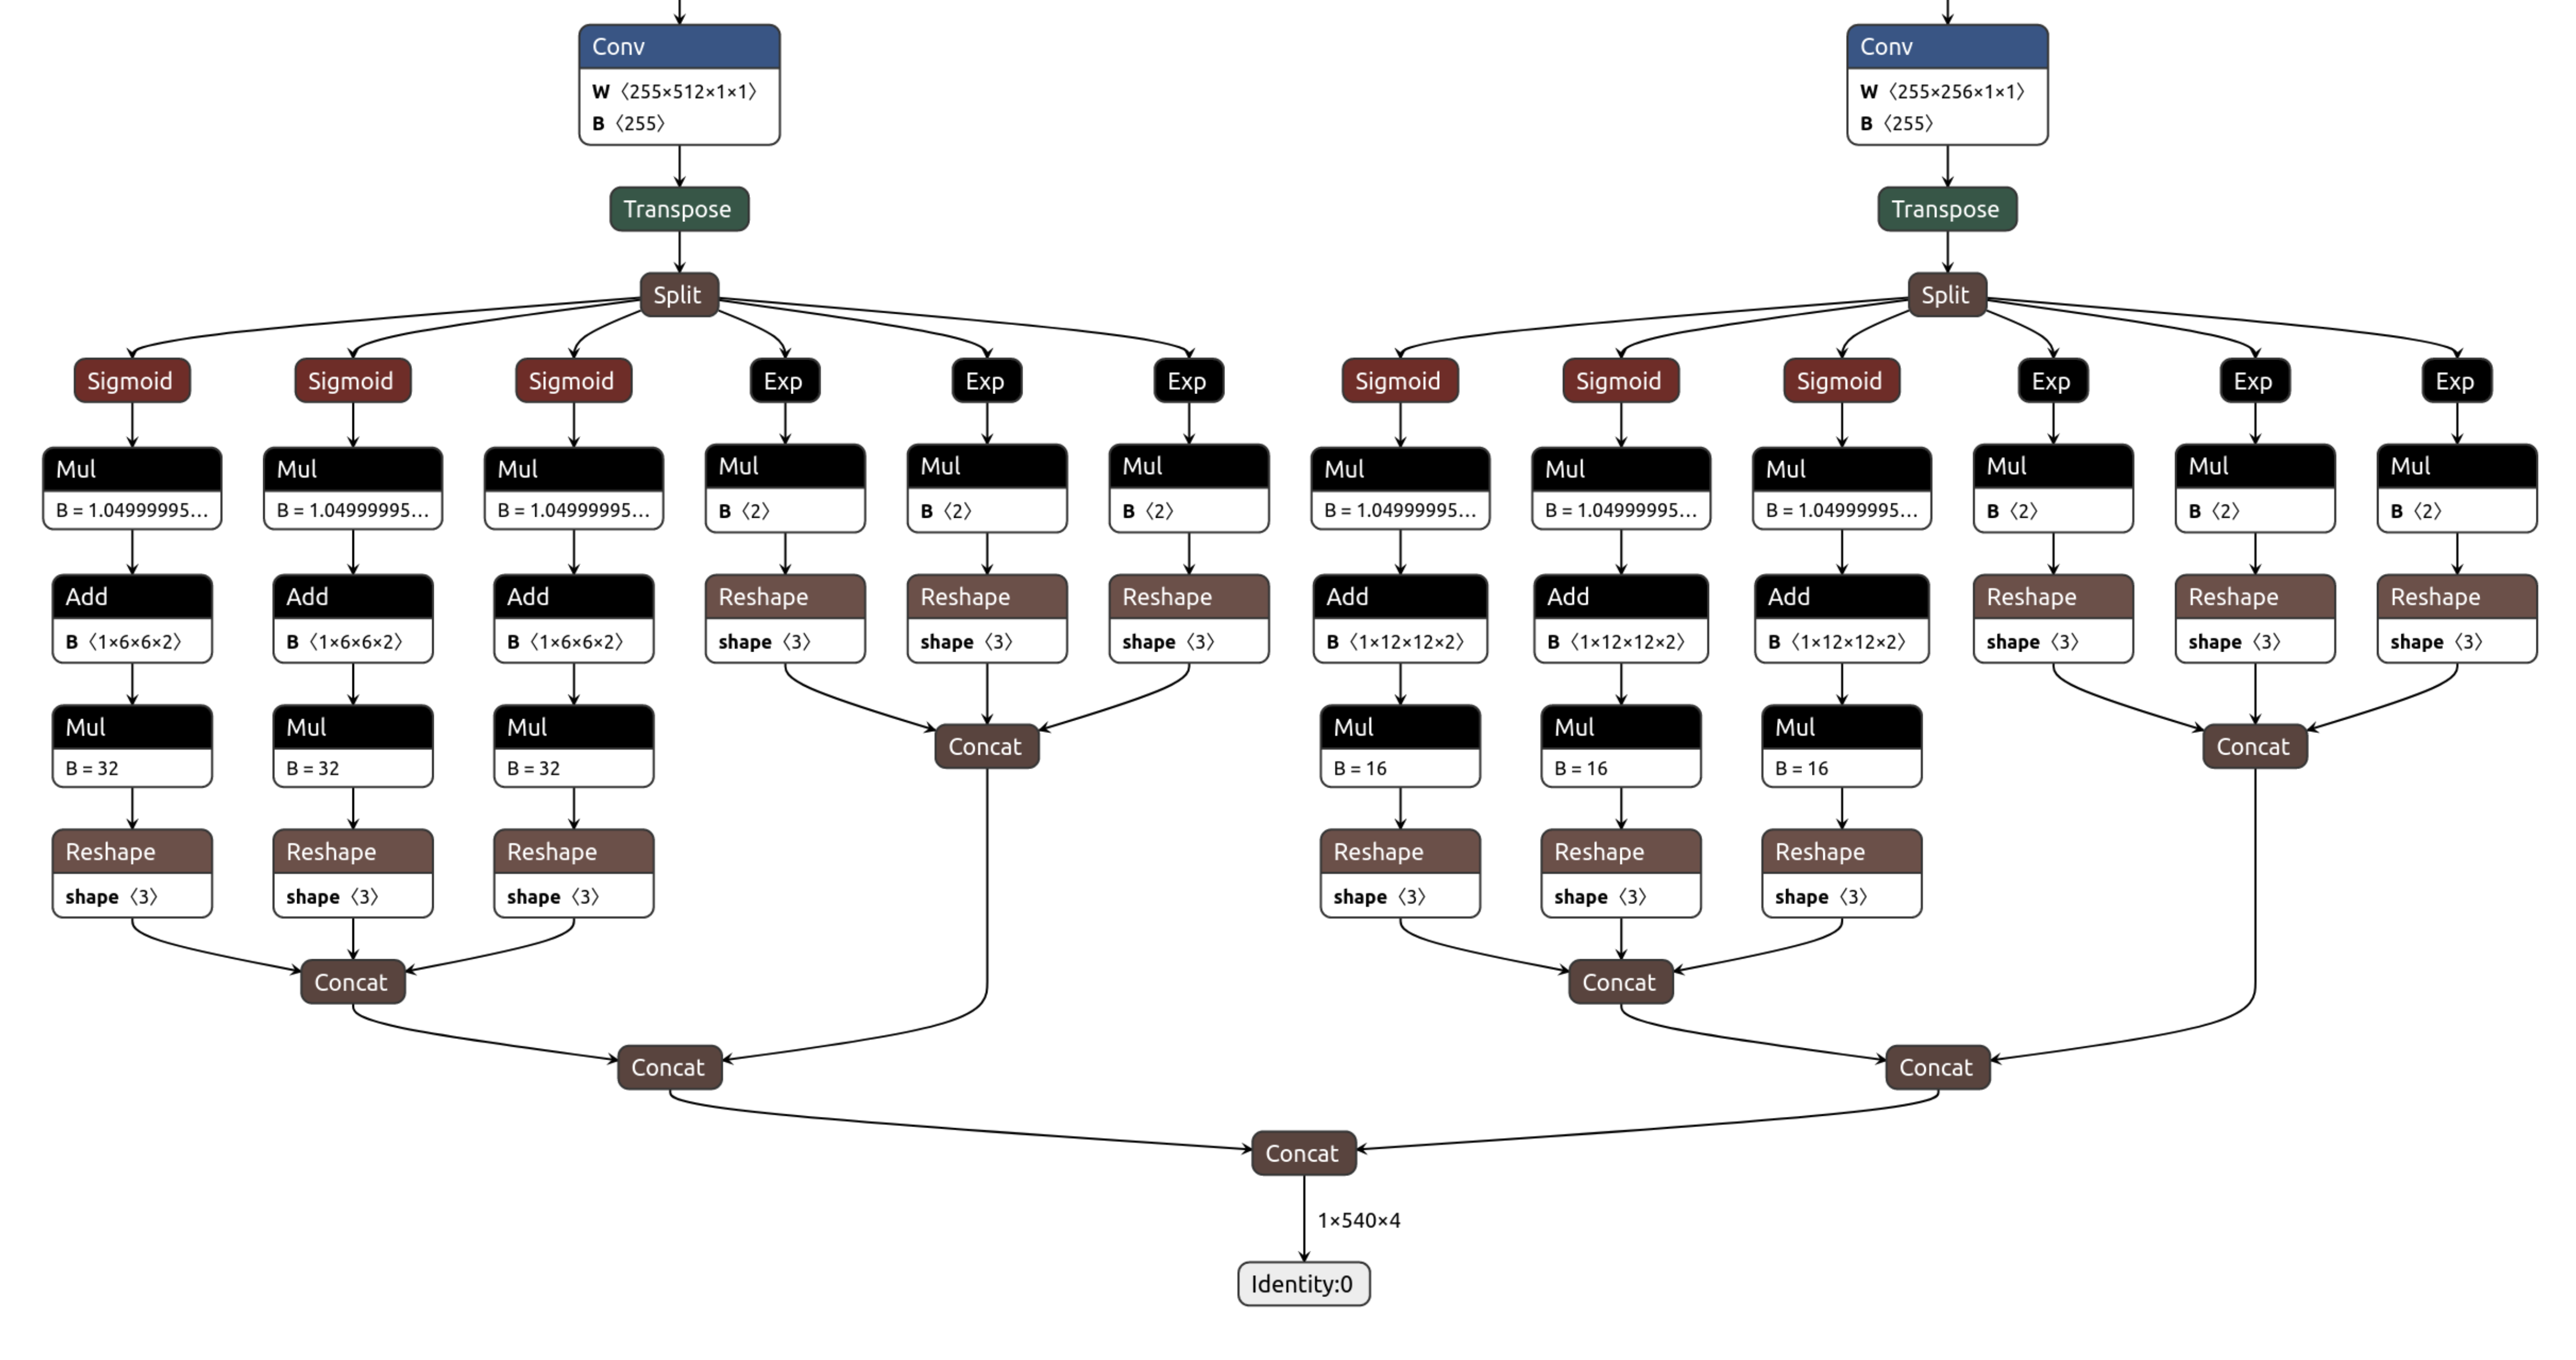 Conv Conv
W 〈255×512×1×1〉 W 〈255×256×1×1〉
B 〈255〉 B 〈255〉
Transpose Transpose
Split Split
Sigmoid Sigmoid Sigmoid Exp Exp Exp Sigmoid Sigmoid Sigmoid Exp Exp Exp
Mul Mul Mul Mul Mul Mul Mul Mul Mul Mul Mul Mul
B = 1.04999995… B = 1.04999995… B = 1.04999995… B 〈2〉 B 〈2〉 B 〈2〉 B = 1.04999995… B = 1.04999995… B = 1.04999995… B 〈2〉 B 〈2〉 B 〈2〉
Add Add Add Reshape Reshape Reshape Add Add Add Reshape Reshape Reshape
B 〈1×6×6×2〉 B 〈1×6×6×2〉 B 〈1×6×6×2〉 shape 〈3〉 shape 〈3〉 shape 〈3〉 B 〈1×12×12×2〉 B 〈1×12×12×2〉 B 〈1×12×12×2〉 shape 〈3〉 shape 〈3〉 shape 〈3〉
Mul Mul Mul Mul Mul Mul
Concat Concat
B = 32 B = 32 B = 32 B = 16 B = 16 B = 16
Reshape Reshape Reshape Reshape Reshape Reshape
shape 〈3〉 shape 〈3〉 shape 〈3〉 shape 〈3〉 shape 〈3〉 shape 〈3〉
Concat Concat
Concat Concat
Concat
1×540×4
Identity:0